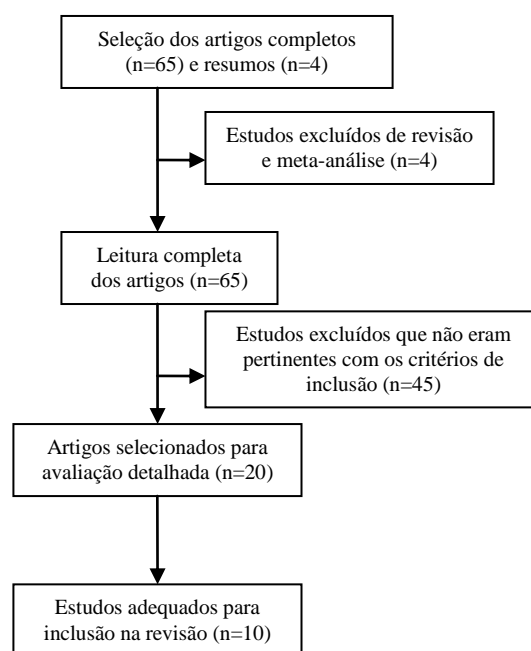 Seleção dos artigos completos
(n=65) e resumos (n=4)
Estudos excluídos de revisão
e meta-análise (n=4)
Leitura completa
dos artigos (n=65)
Estudos excluídos que não eram
pertinentes com os critérios de
inclusão (n=45)
Artigos selecionados para
avaliação detalhada (n=20)
Estudos adequados para
inclusão na revisão (n=10)